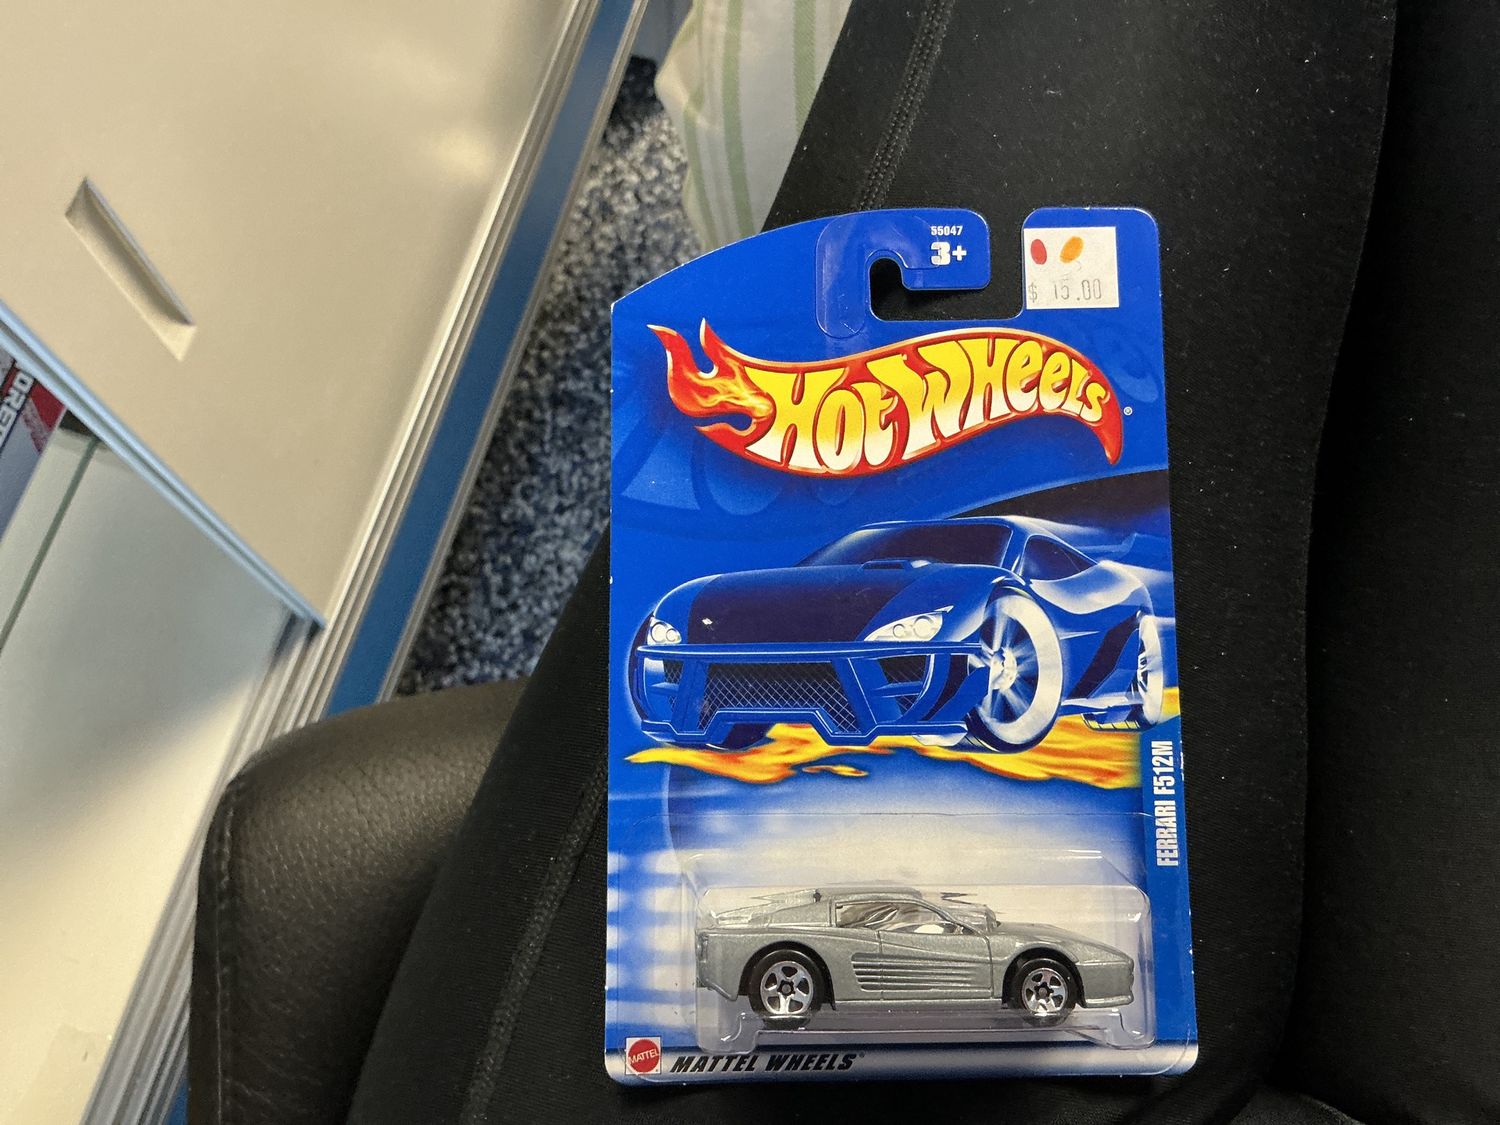 55047
3+
$ 15.00
HOT WHEELS®
FERRARI F512M
MATTEL
MATTEL WHEELS®